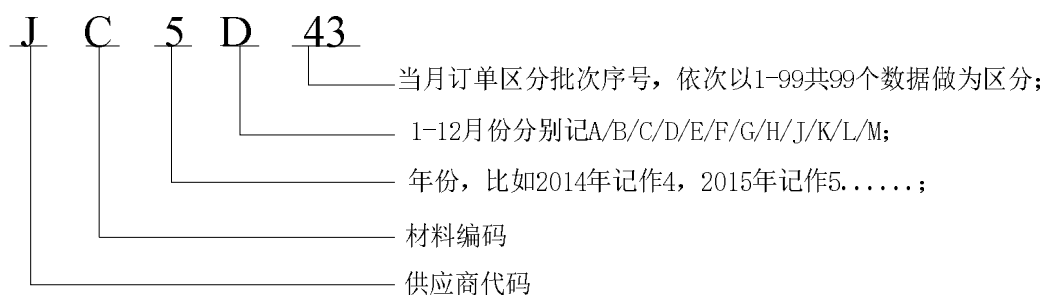 J C 5 D 43
当月订单区分批次序号，依次以1-99共99个数据做为区分；
1-12月份分别记A/B/C/D/E/F/G/H/J/K/L/M；
年份，比如2014年记作4，2015年记作5......；
材料编码
供应商代码